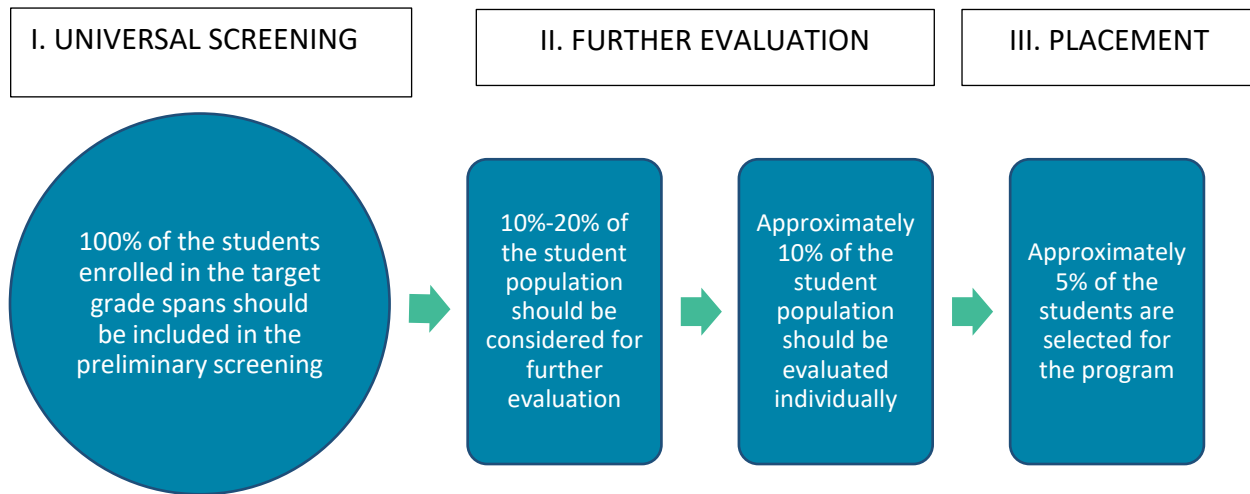 I. UNIVERSAL SCREENING
II. FURTHER EVALUATION
III. PLACEMENT
100% of the students
enrolled in the target
grade spans should
be included in the
preliminary screening
10%-20% of
the student
population
should be
considered for
further
evaluation
Approximately
10% of the
student
population
should be
evaluated
individually
Approximately
5% of the
students are
selected for
the program